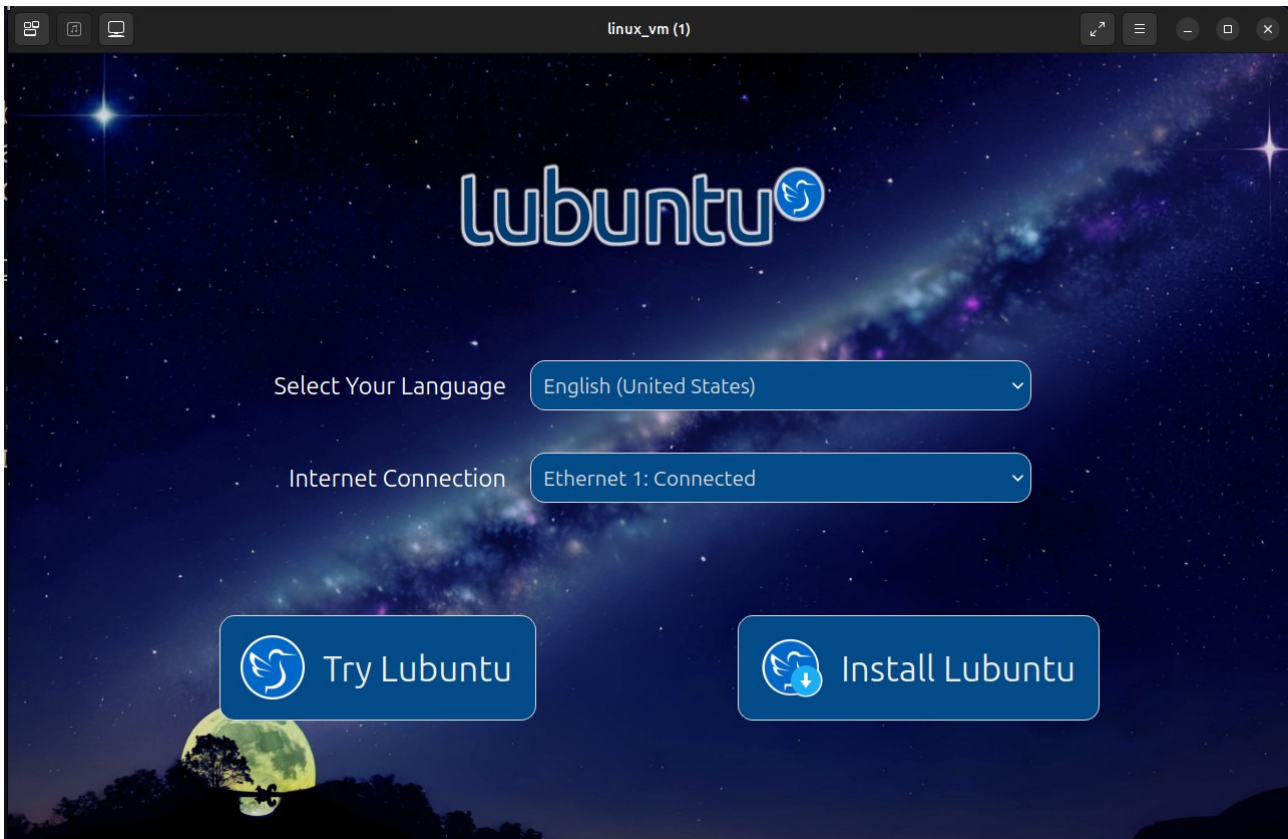 linux_vm (1)
lubuntu
Select Your Language English (United States)
Internet Connection Ethernet 1: Connected
Try Lubuntu Install Lubuntu